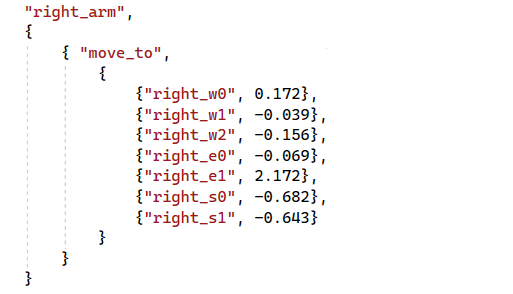 "right_arm",
{
{ "move_to",
{
{"right_w0", 0.172},
{"right_w1", -0.039},
{"right_w2", -0.156},
{"right_e0", -0.069},
{"right_e1", 2.172},
{"right_s0", -0.682},
{"right_s1", -0.643}
}
}
}